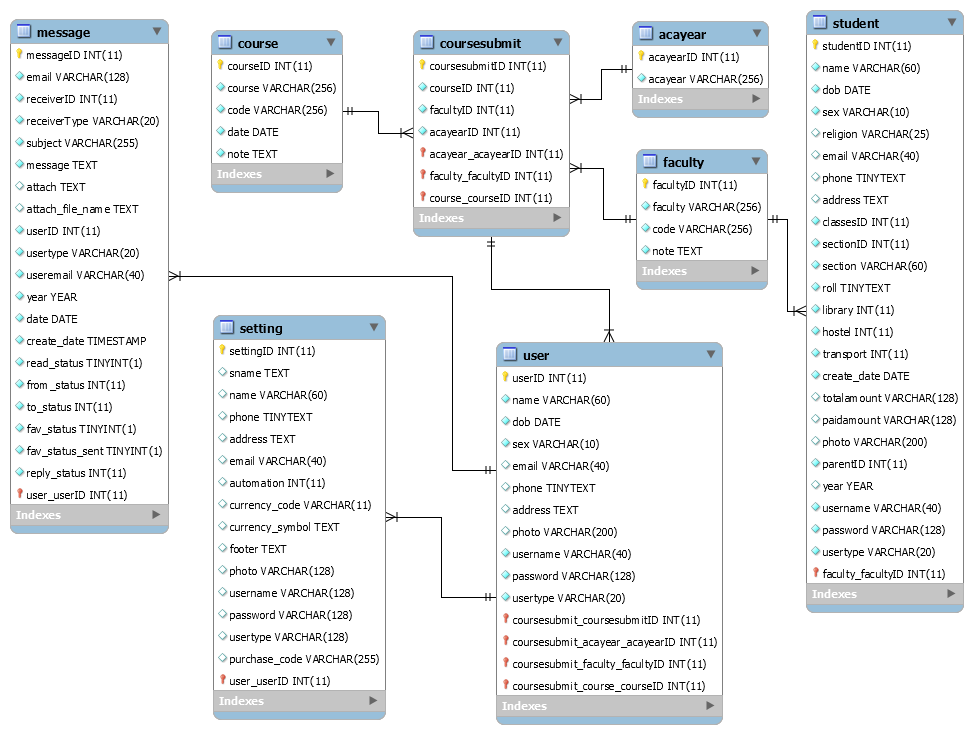 message
messageID INT(11)
email VARCHAR(128)
receiverID INT(11)
receiverType VARCHAR(20)
subject VARCHAR(255)
message TEXT
attach TEXT
attach_file_name TEXT
userID INT(11)
usertype VARCHAR(20)
useremail VARCHAR(40)
year YEAR
date DATE
create_date TIMESTAMP
read_status TINYINT(1)
from_status INT(11)
to_status INT(11)
fav_status TINYINT(1)
fav_status_sent TINYINT(1)
reply_status INT(11)
user_userID INT(11)
Indexes
course
courseID INT(11)
course VARCHAR(256)
code VARCHAR(256)
date DATE
note TEXT
Indexes
coursesubmit
coursesubmitID INT(11)
courseID INT(11)
facultyID INT(11)
acayearID INT(11)
acayear_acayearID INT(11)
faculty_facultyID INT(11)
course_courseID INT(11)
Indexes
acayear
acayearID INT(11)
acayear VARCHAR(256)
Indexes
faculty
facultyID INT(11)
faculty VARCHAR(256)
code VARCHAR(256)
note TEXT
Indexes
student
studentID INT(11)
name VARCHAR(60)
dob DATE
sex VARCHAR(10)
religion VARCHAR(25)
email VARCHAR(40)
phone TINYTEXT
address TEXT
classesID INT(11)
sectionID INT(11)
section VARCHAR(60)
roll TINYTEXT
library INT(11)
hostel INT(11)
transport INT(11)
create_date DATE
totalamount VARCHAR(128)
paidamount VARCHAR(128)
photo VARCHAR(200)
parentID INT(11)
year YEAR
username VARCHAR(40)
password VARCHAR(128)
usertype VARCHAR(20)
faculty_facultyID INT(11)
Indexes
setting
settingID INT(11)
sname TEXT
name VARCHAR(60)
phone TINYTEXT
address TEXT
email VARCHAR(40)
automation INT(11)
currency_code VARCHAR(11)
currency_symbol TEXT
footer TEXT
photo VARCHAR(128)
username VARCHAR(128)
password VARCHAR(128)
usertype VARCHAR(128)
purchase_code VARCHAR(255)
user_userID INT(11)
Indexes
user
userID INT(11)
name VARCHAR(60)
dob DATE
sex VARCHAR(10)
email VARCHAR(40)
phone TINYTEXT
address TEXT
photo VARCHAR(200)
username VARCHAR(40)
password VARCHAR(128)
usertype VARCHAR(20)
coursesubmit_coursesubmitID INT(11)
coursesubmit_acayear_acayearID INT(11)
coursesubmit_faculty_facultyID INT(11)
coursesubmit_course_courseID INT(11)
Indexes